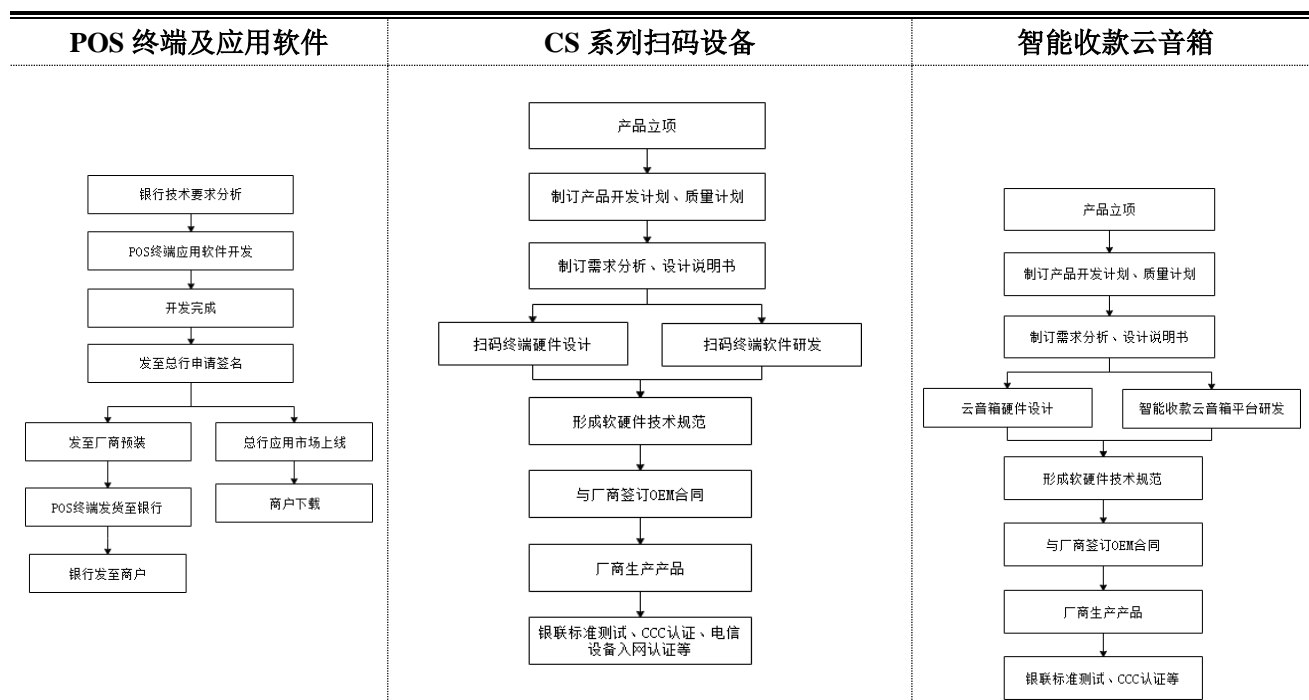 POS 终端及应用软件
银行技术要求分析
POS终端应用软件开发
开发完成
发至总行申请签名
发至厂商预装
总行应用市场上线
POS终端发货至银行
商户下载
银行发至商户
CS 系列扫码设备
产品立项
制订产品开发计划、质量计划
制订需求分析、设计说明书
扫码终端硬件设计
扫码终端软件研发
形成软硬件技术规范
与厂商签订OEM合同
厂商生产产品
银联标准测试、CCC认证、电信
设备入网认证等
智能收款云音箱
产品立项
制订产品开发计划、质量计划
制订需求分析、设计说明书
云音箱硬件设计
智能收款云音箱平台研发
形成软硬件技术规范
与厂商签订OEM合同
厂商生产产品
银联标准测试、CCC认证等